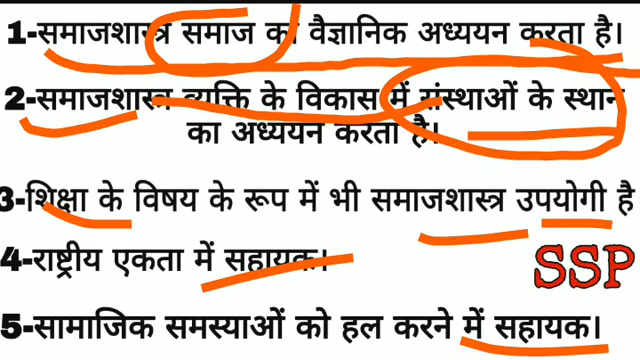 1-समाजशास्त्र समाज का वैज्ञानिक अध्ययन करता है।
2-समाजशास्त्र व्यक्ति के विकास में संस्थाओं के स्थान
का अध्ययन करता है।
3-शिक्षा के विषय के रूप में भी समाजशास्त्र उपयोगी है
4-राष्ट्रीय एकता में सहायक।
SSP
5-सामाजिक समस्याओं को हल करने में सहायक।